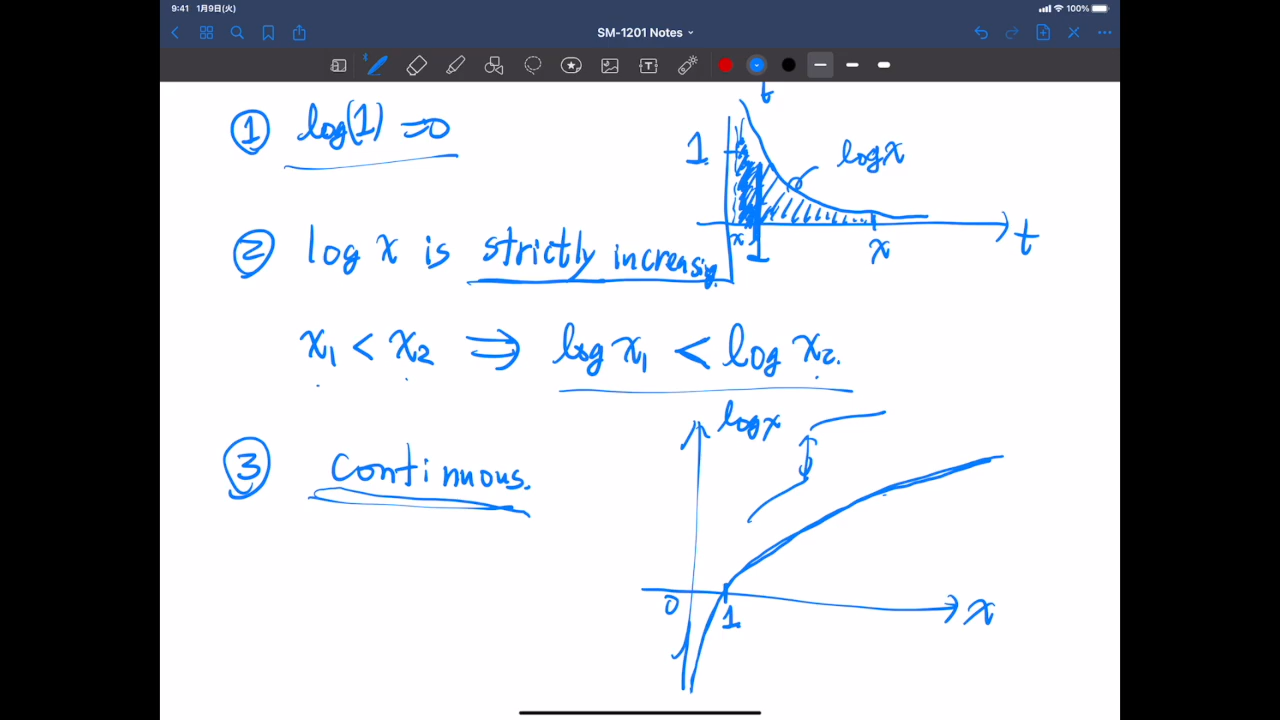 9:41 1月9日(火) 100%
SM-1201 Notes
① log(1) = 0
t
1
log x
x 1 x t
② log x is strictly increasing.
x₁ < x₂ ⇒ log x₁ < log x₂.
③ continuous.
log x
0 1 x